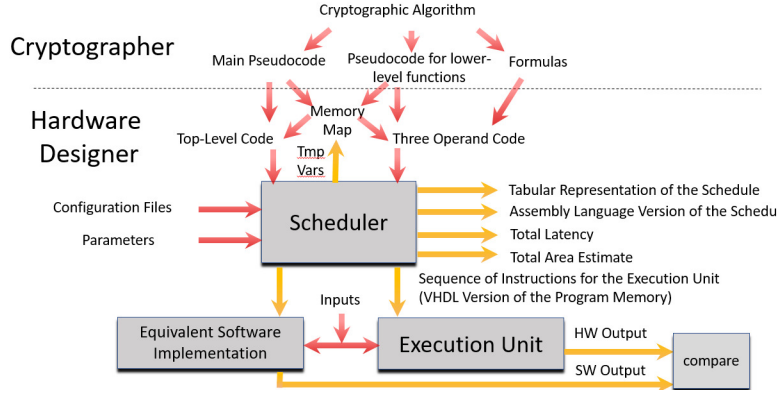 Cryptographic Algorithm
Cryptographer
Main Pseudocode
Pseudocode for lower-
level functions
Formulas
Hardware
Designer
Memory
Map
Top-Level Code
Three Operand Code
Tmp
Vars
Configuration Files
Parameters
Scheduler
Tabular Representation of the Schedule
Assembly Language Version of the Schedu
Total Latency
Total Area Estimate
Sequence of Instructions for the Execution Unit
(VHDL Version of the Program Memory)
Inputs
Equivalent Software
Implementation
Execution Unit
HW Output
SW Output
compare